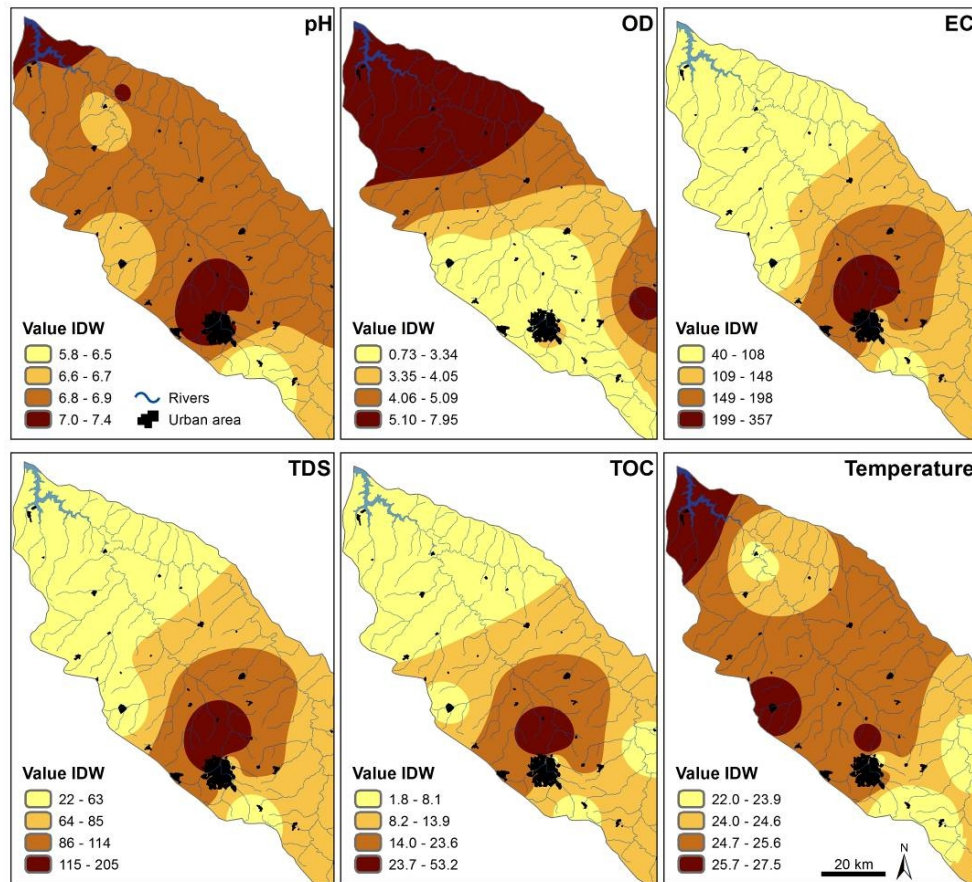 pH
Value IDW
5.8 - 6.5
6.6 - 6.7
6.8 - 6.9
7.0 - 7.4
Rivers
Urban area
OD
Value IDW
0.73 - 3.34
3.35 - 4.05
4.06 - 5.09
5.10 - 7.95
EC
Value IDW
40 - 108
109 - 148
149 - 198
199 - 357
TDS
Value IDW
22 - 63
64 - 85
86 - 114
115 - 205
TOC
Value IDW
1.8 - 8.1
8.2 - 13.9
14.0 - 23.6
23.7 - 53.2
Temperature
Value IDW
22.0 - 23.9
24.0 - 24.6
24.7 - 25.6
25.7 - 27.5
20 km
N